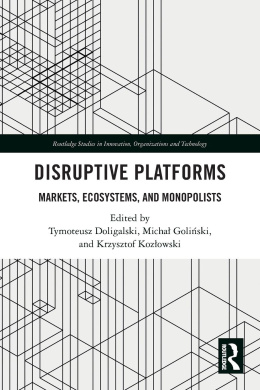 Routledge Studies in Innovation, Organizations and Technology
DISRUPTIVE PLATFORMS
MARKETS, ECOSYSTEMS, AND MONOPOLISTS
Edited by
Tymoteusz Doligalski, Michał Goliński,
and Krzysztof Kozłowski
R
ROUTLEDGE